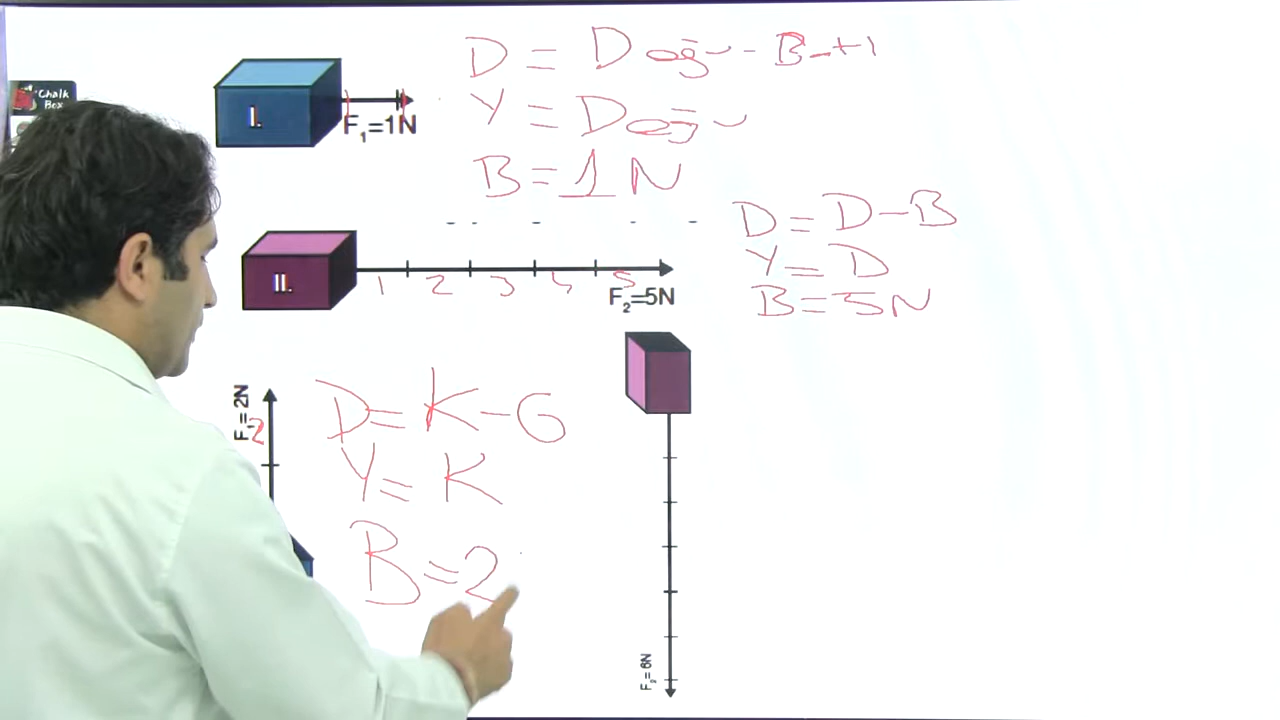 Chalk
Box
I.
F₁=1N
D = Doğu - B-+1
Y = Doğu
B = 1 N
II.
1 2 3 4 5
F₂=5N
D = D-B
Y = D
B = 5N
F₁= 2N
2
D = K-G
Y = K
B = 2
F₂= 6N